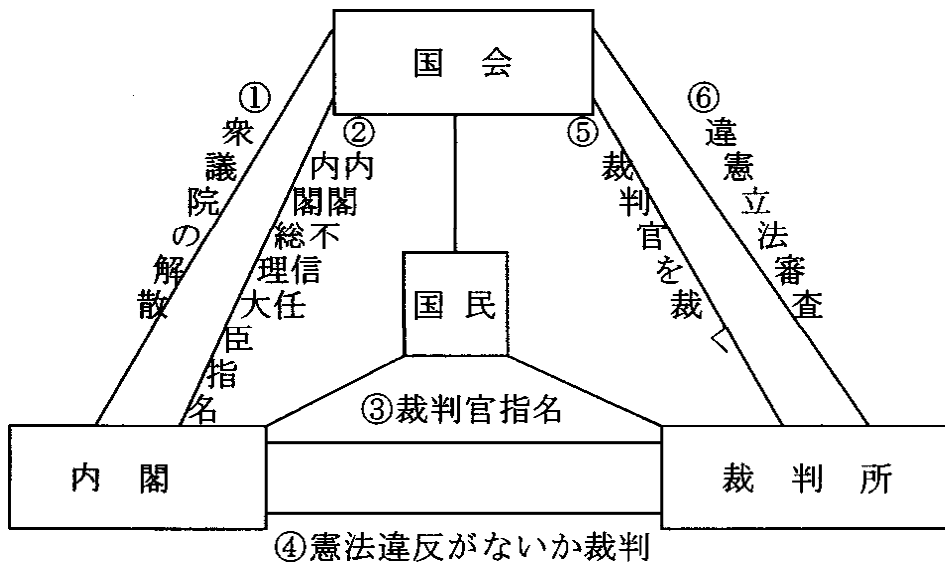 国会
①衆議院の解散
②内閣不信任
内閣総理大臣指名
⑤裁判官を裁く
⑥違憲立法審査
国民
③裁判官指名
内閣
裁判所
④憲法違反がないか裁判